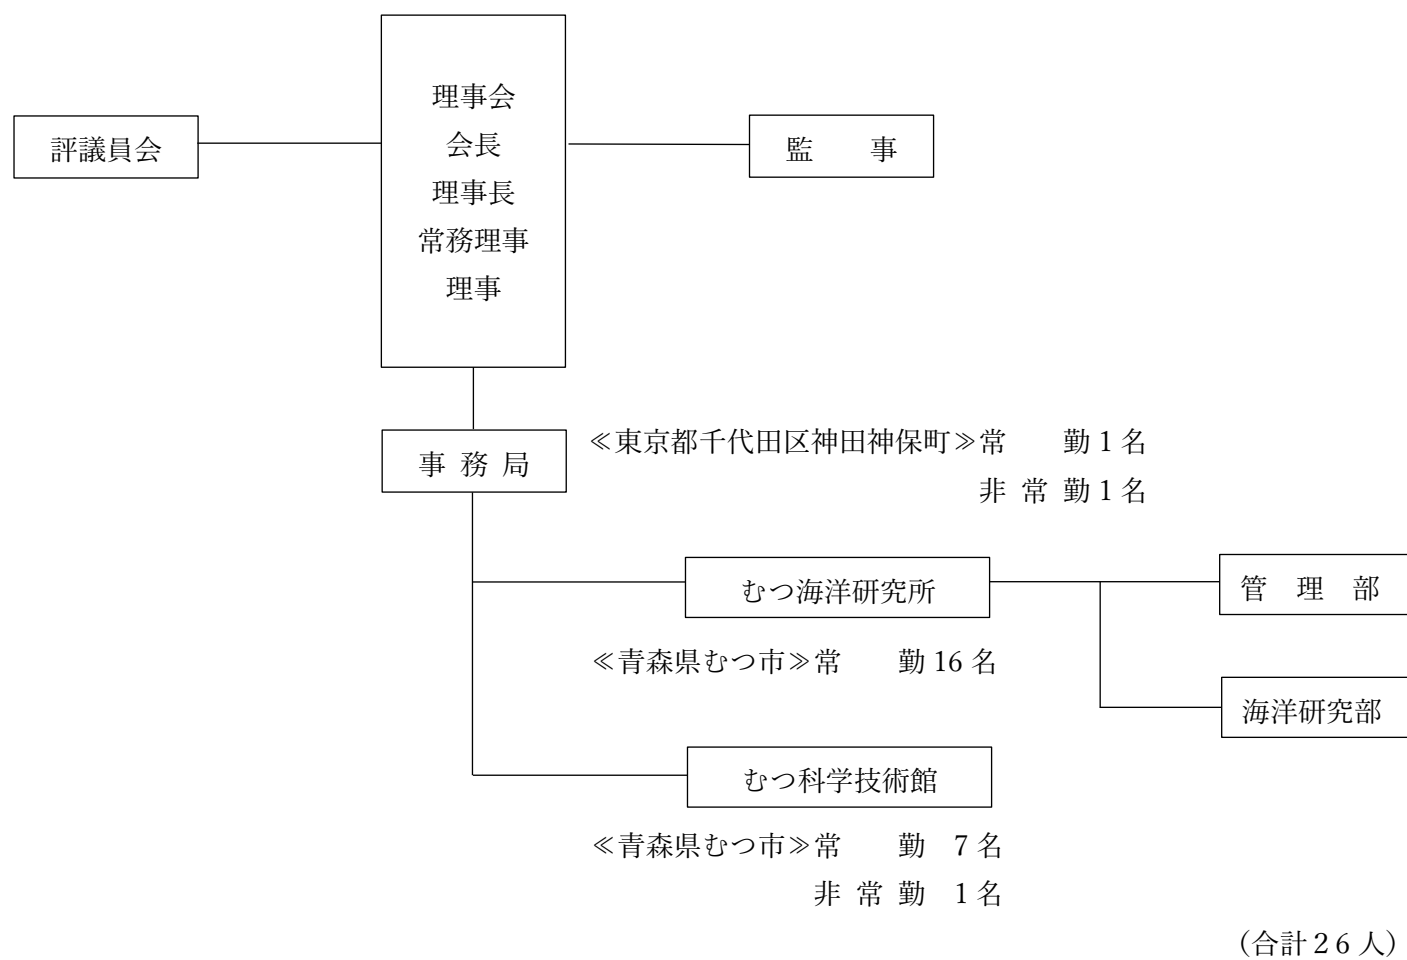 理事会
会長
理事長
常務理事
理事
評議員会
監　　事
事 務 局
≪東京都千代田区神田神保町≫常　　勤 1 名
非 常 勤 1 名
むつ海洋研究所
管　理　部
≪青森県むつ市≫常　　勤 16 名
海洋研究部
むつ科学技術館
≪青森県むつ市≫常　　勤　7 名
非 常 勤　1 名
（合計２６人）